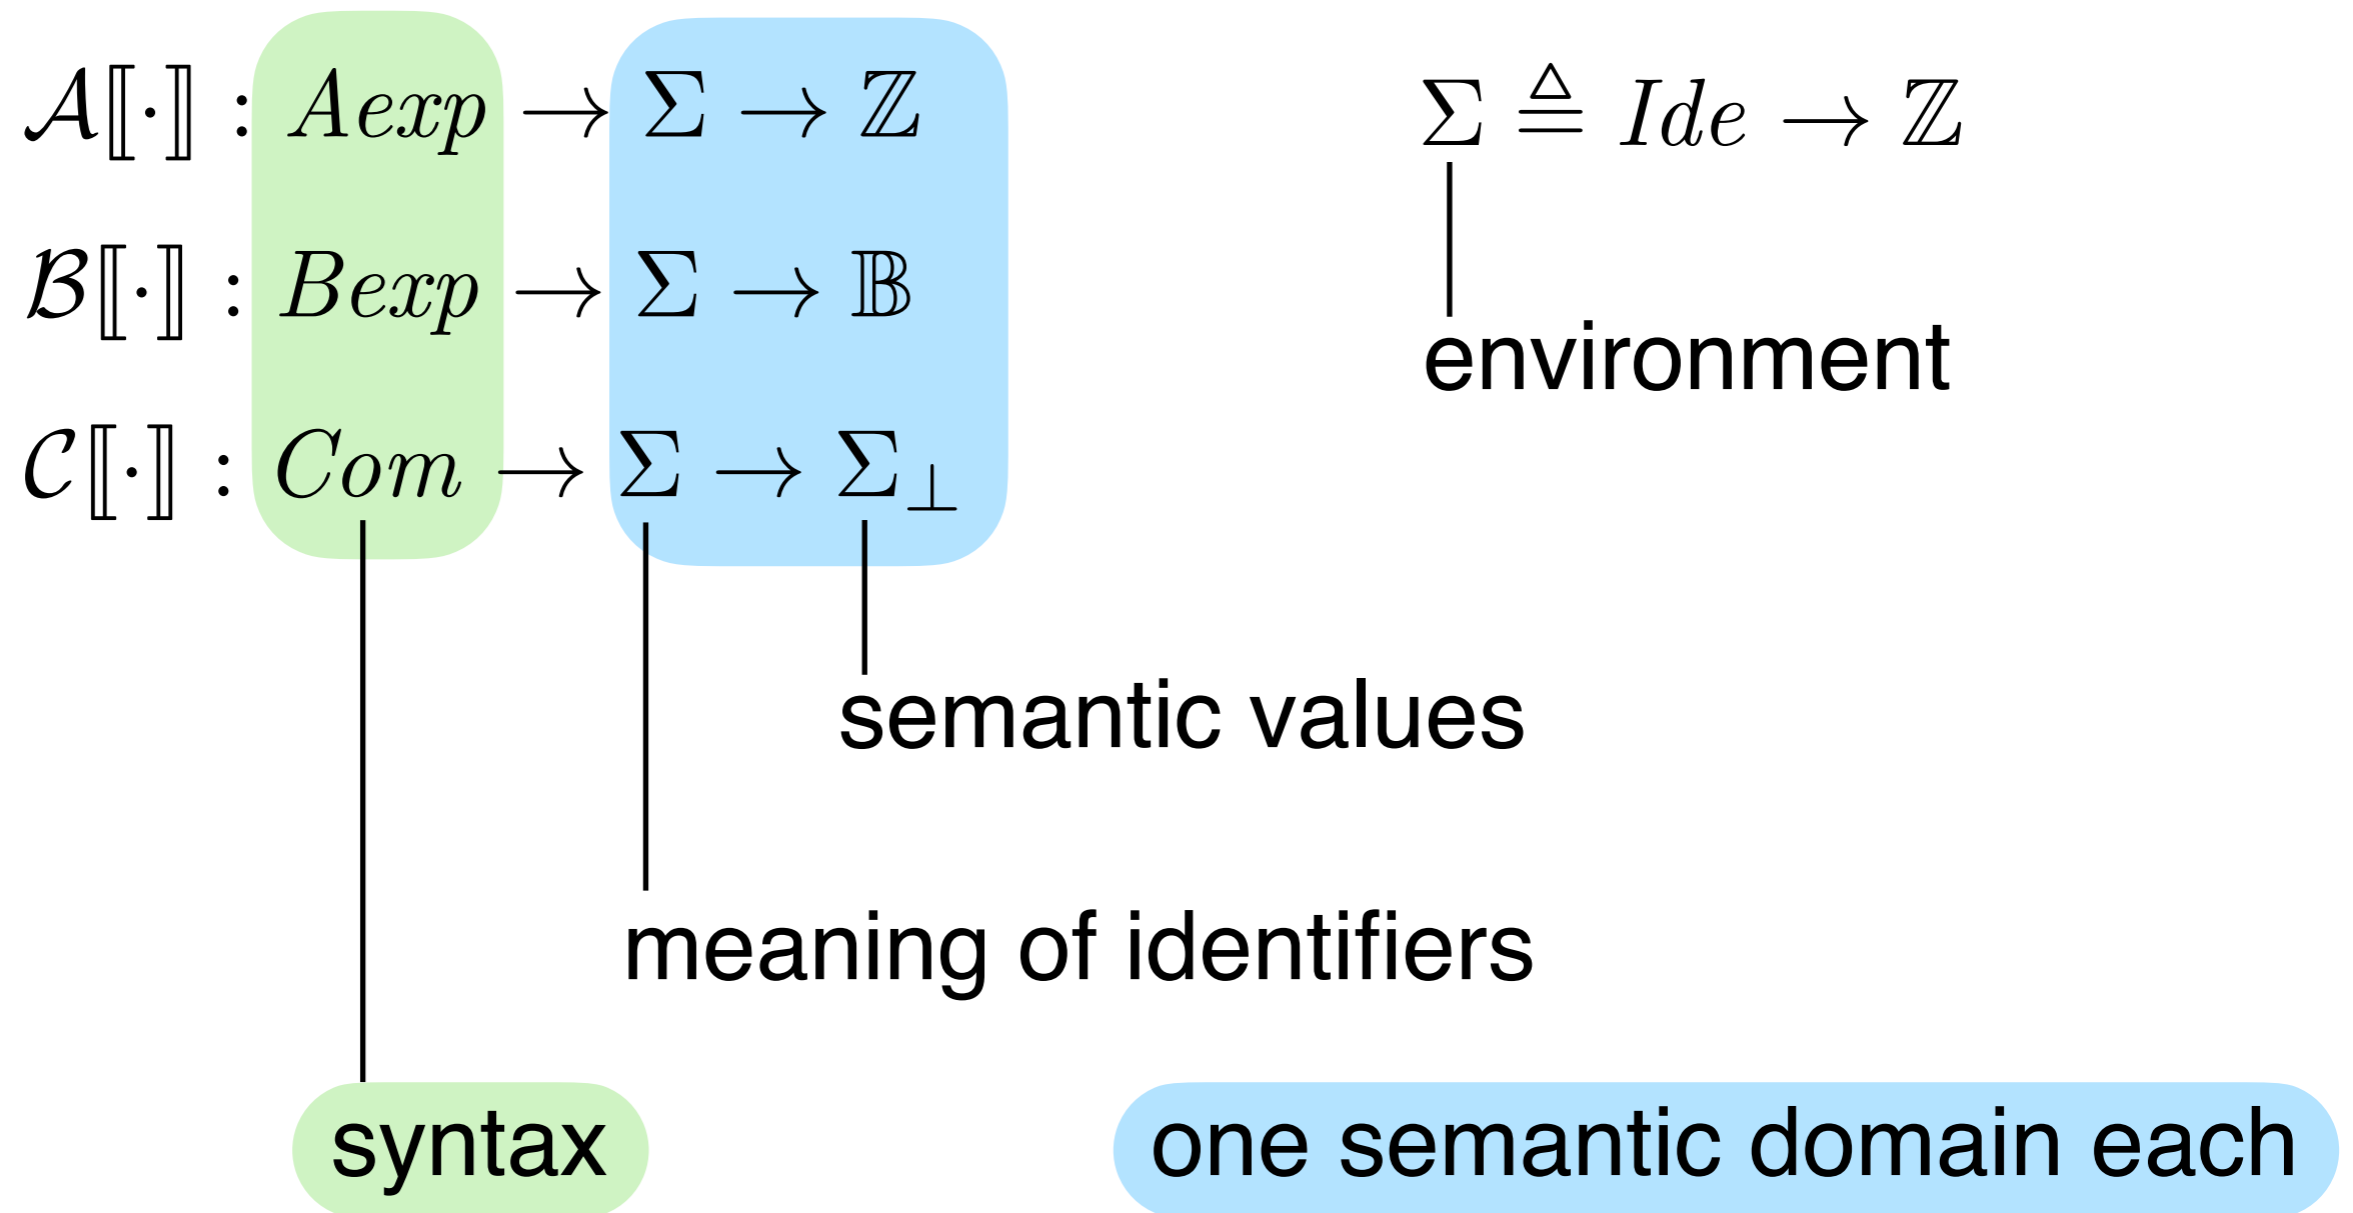 𝒜⟦·⟧ : Aexp → Σ → ℤ
Σ ≜ Ide → ℤ
ℬ⟦·⟧ : Bexp → Σ → 𝔹
environment
𝒞⟦·⟧ : Com → Σ → Σ⊥
semantic values
meaning of identifiers
syntax
one semantic domain each